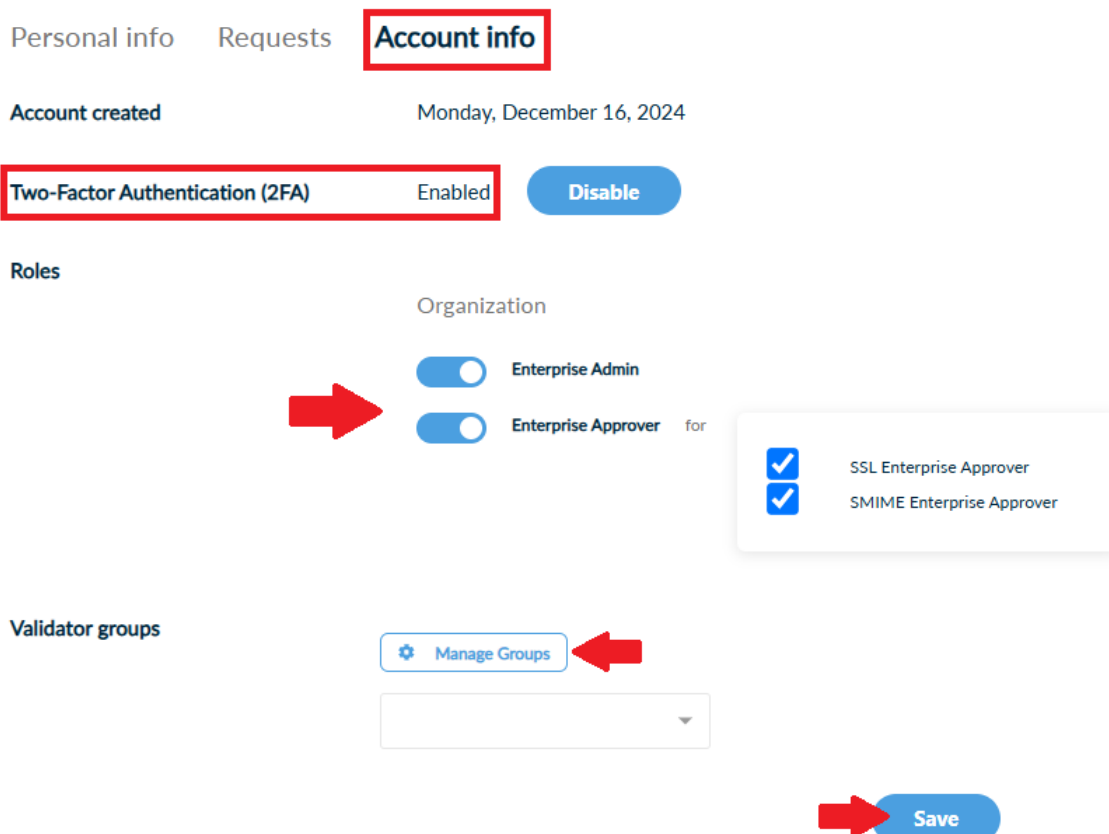 Personal info Requests Account info
Account created Monday, December 16, 2024
Two-Factor Authentication (2FA) Enabled Disable
Roles
Organization
Enterprise Admin
Enterprise Approver for
SSL Enterprise Approver
SMIME Enterprise Approver
Validator groups
Manage Groups
Save